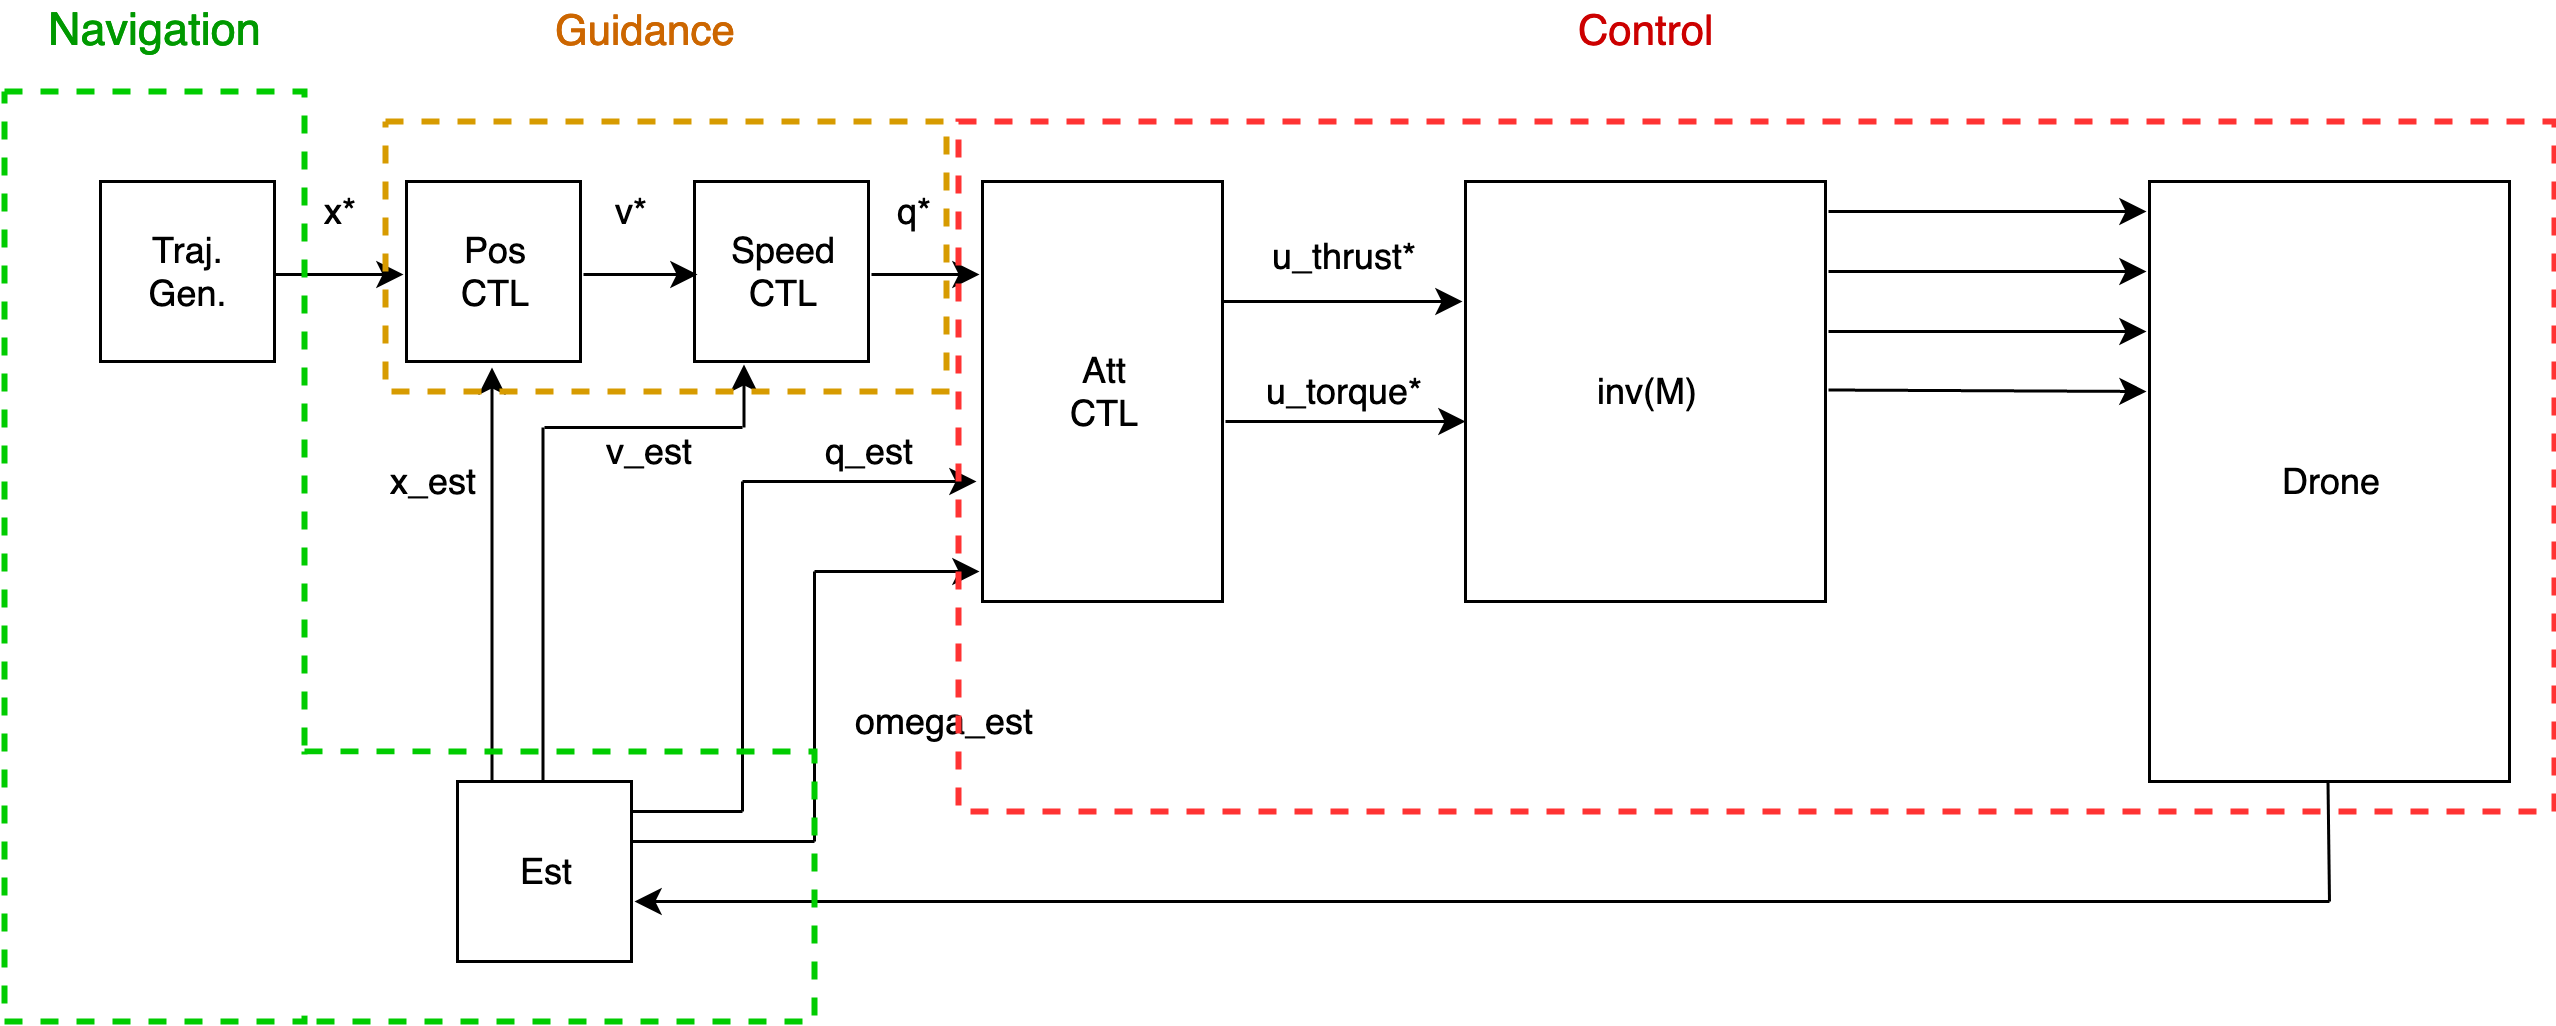 Navigation
Guidance
Control
Traj.
Gen.
x*
Pos
CTL
v*
Speed
CTL
q*
Att
CTL
u_thrust*
u_torque*
inv(M)
Drone
x_est
v_est
q_est
omega_est
Est